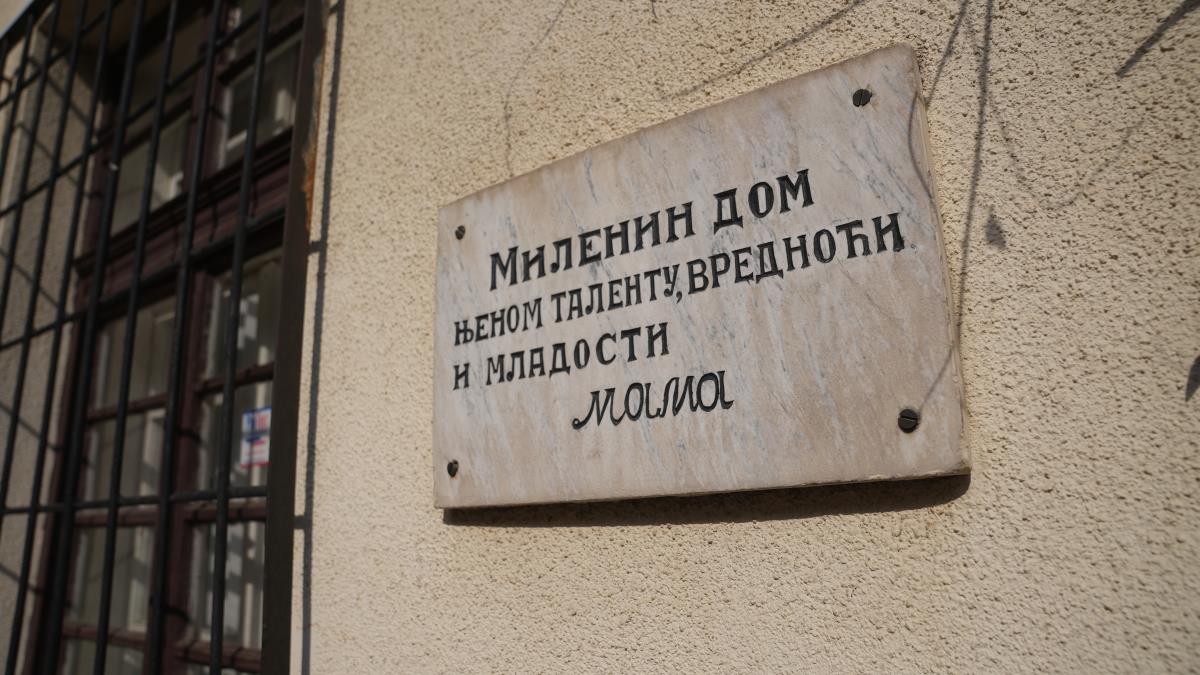 Миленин дом
њеном таленту, вредноћи
и младости
мама